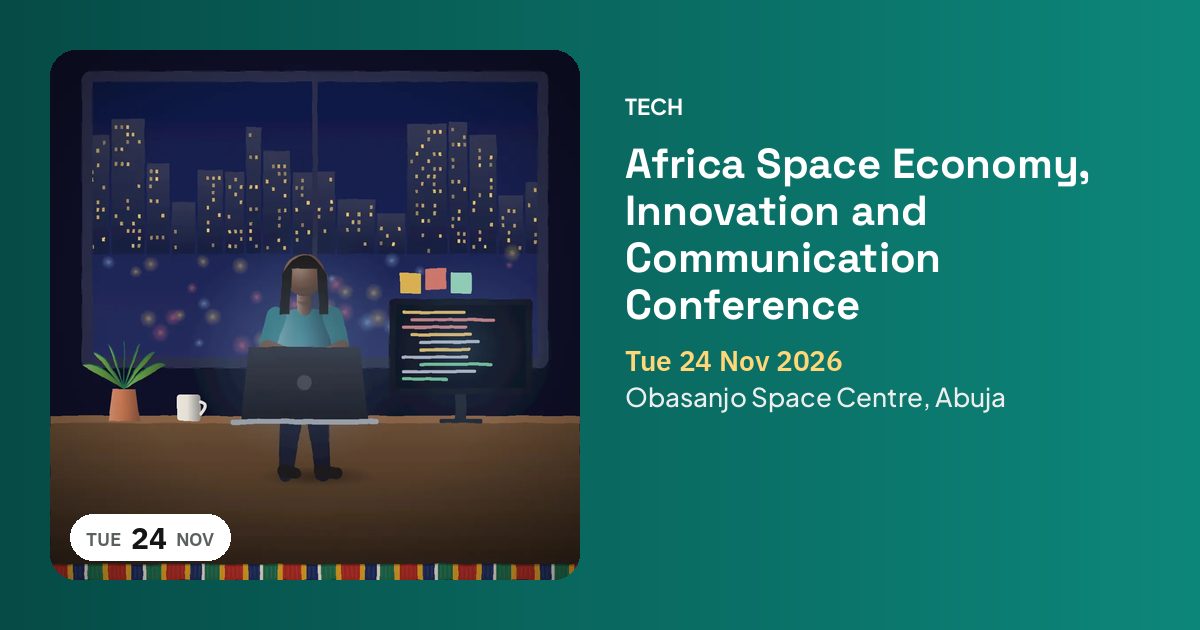 TECH
Africa Space Economy,
Innovation and
Communication
Conference
Tue 24 Nov 2026
Obasanjo Space Centre, Abuja
TUE 24 NOV